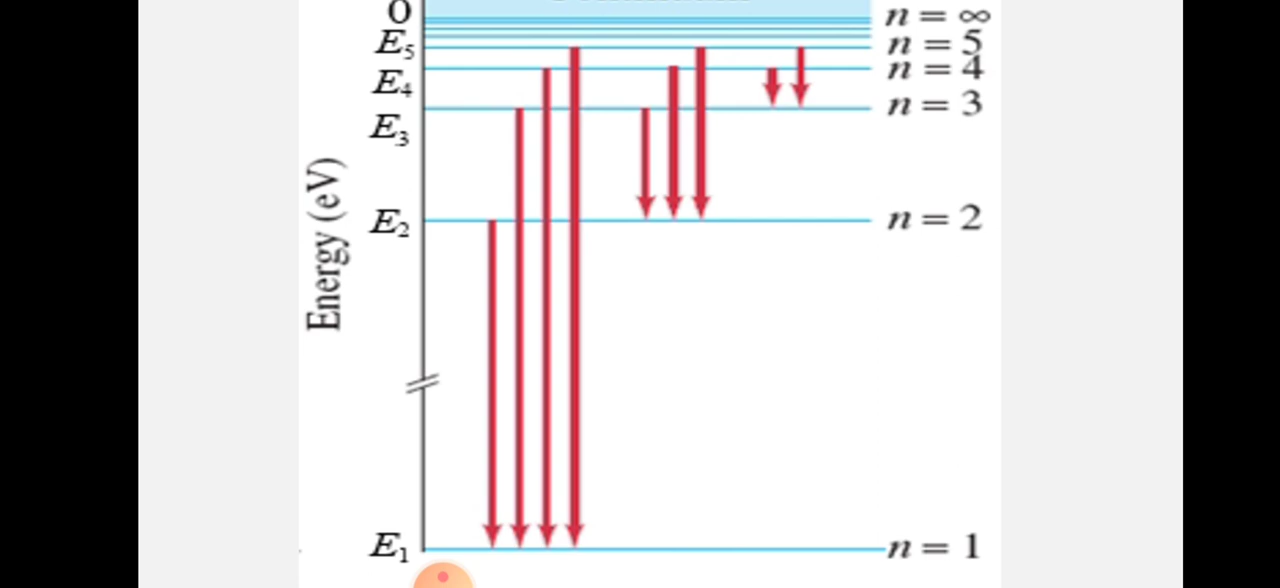 0
n = ∞
E₅
n = 5
E₄
n = 4
E₃
n = 3
Energy (eV)
E₂
n = 2
E₁
n = 1